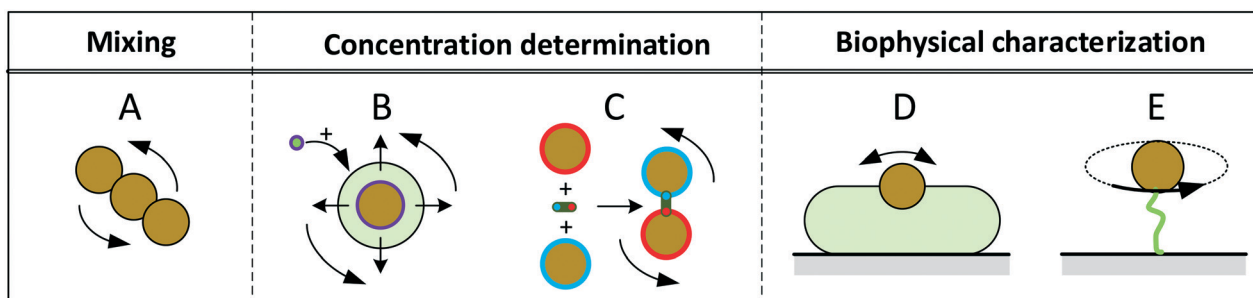 Mixing
Concentration determination
Biophysical characterization
A
B
C
D
E
+
+
+